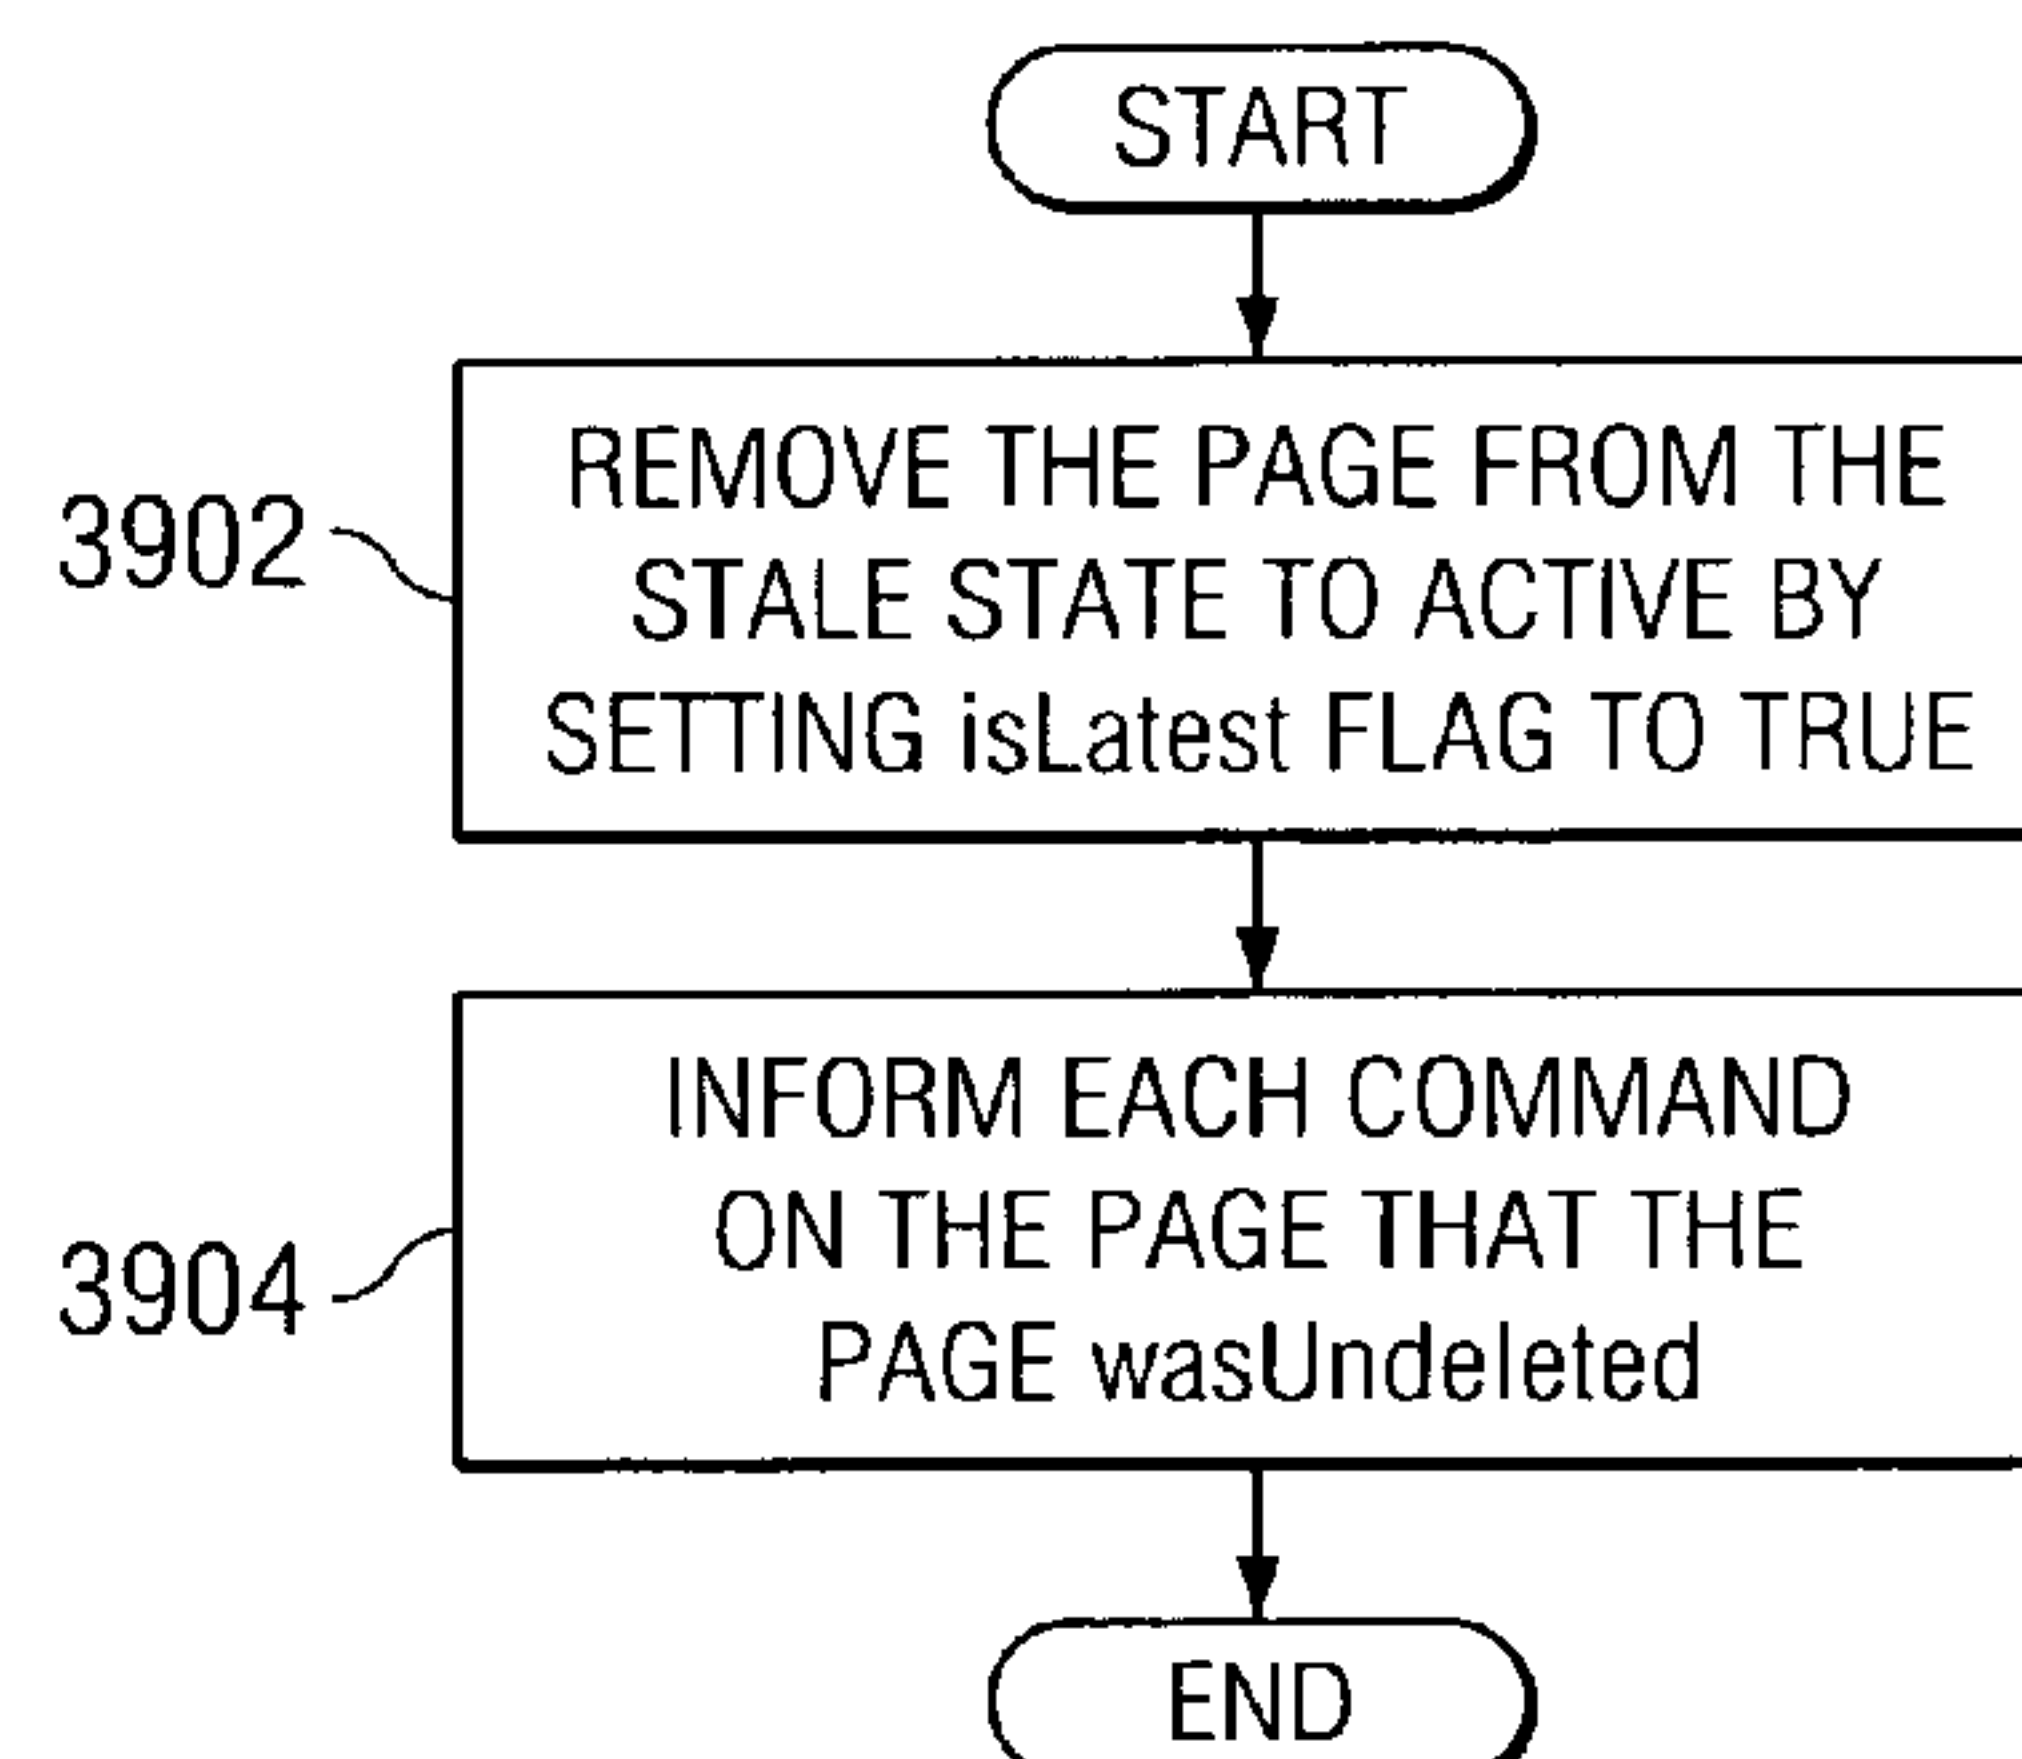 START
REMOVE THE PAGE FROM THE
STALE STATE TO ACTIVE BY
SETTING isLatest FLAG TO TRUE
3902
INFORM EACH COMMAND
ON THE PAGE THAT THE
PAGE wasUndeleted
3904
END